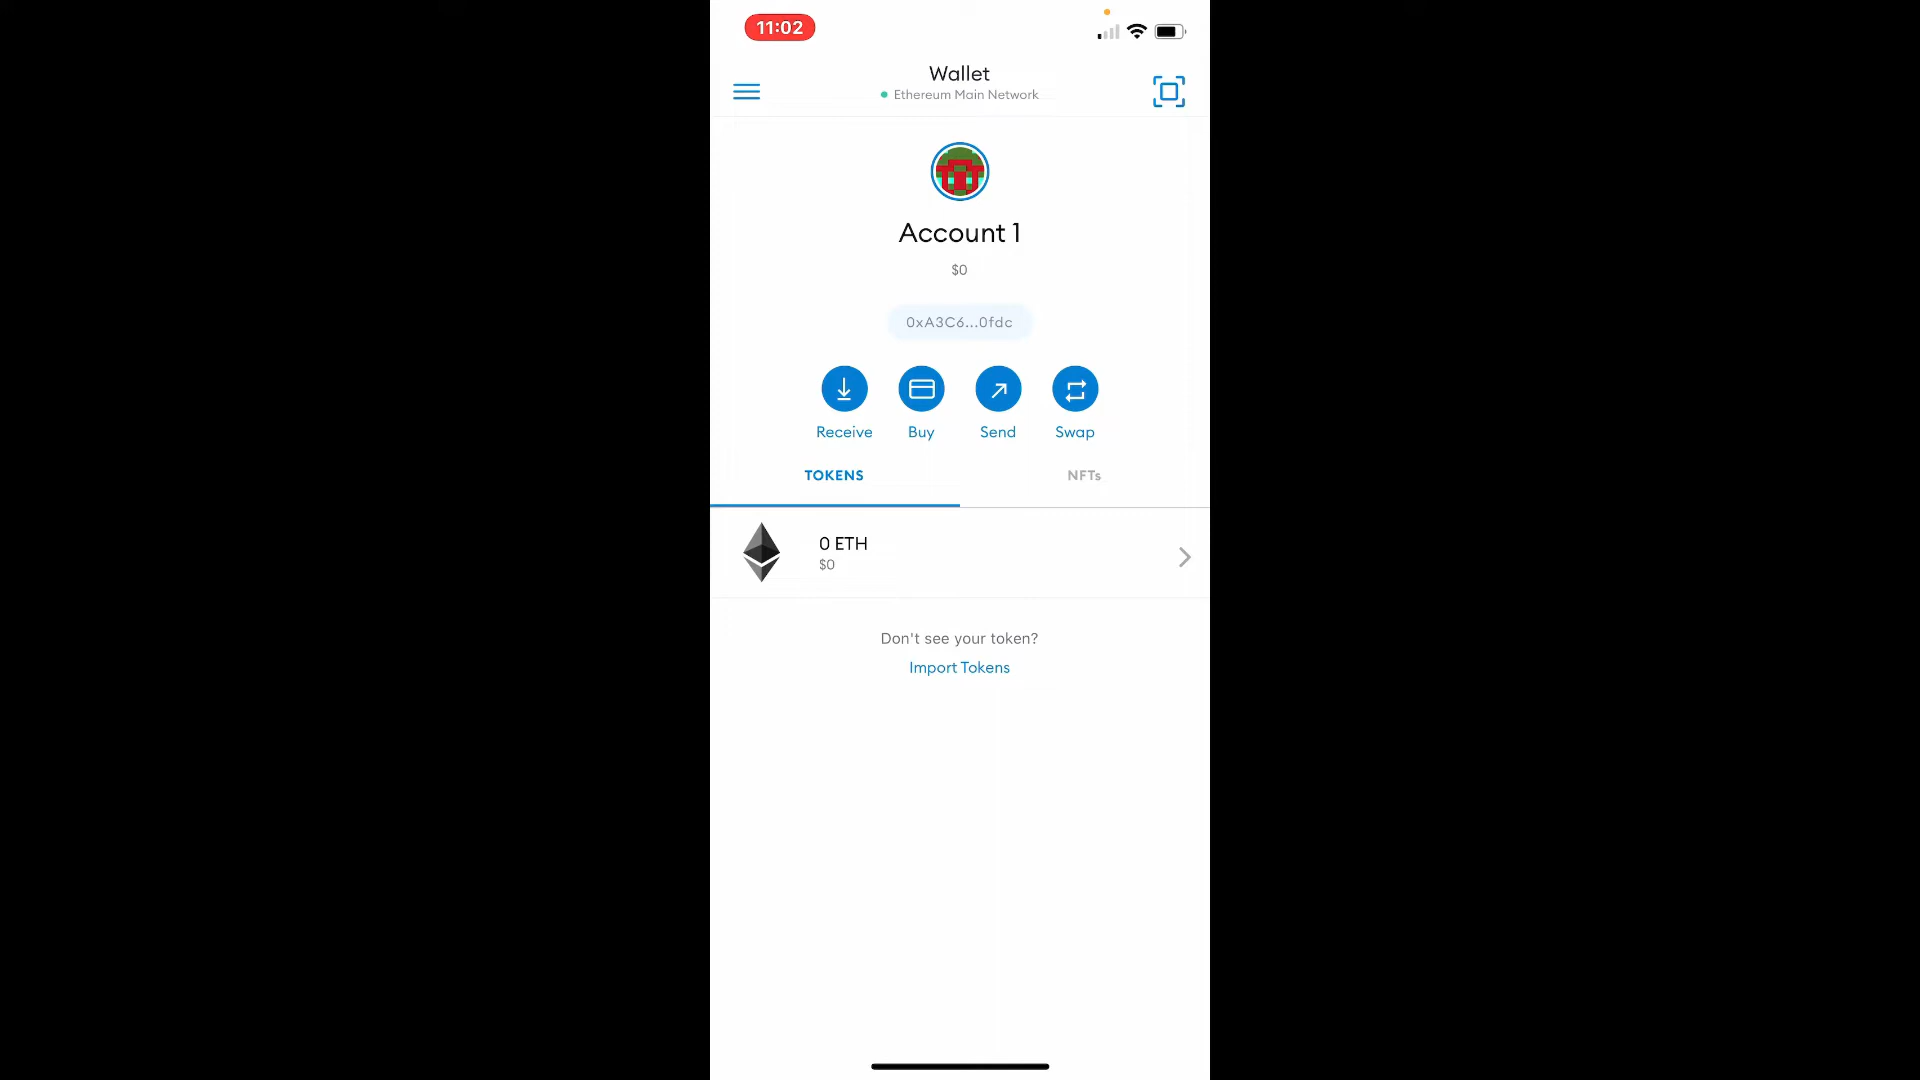 11:02
Wallet
Ethereum Main Network
Account 1
$0
0xA3C6...0fdc
Receive
Buy
Send
Swap
TOKENS
NFTs
0 ETH
$0
Don't see your token?
Import Tokens